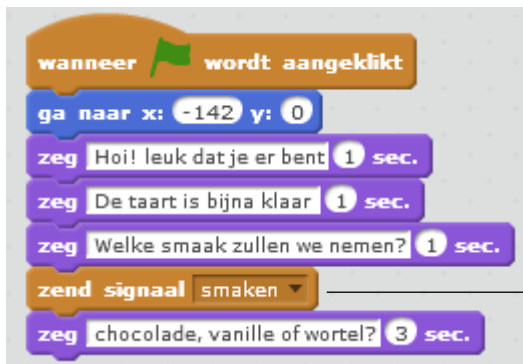 wanneer wordt aangeklikt
ga naar x: -142 y: 0
zeg Hoi! leuk dat je er bent 1 sec.
zeg De taart is bijna klaar 1 sec.
zeg Welke smaak zullen we nemen? 1 sec.
zend signaal smaken
zeg chocolade, vanille of wortel? 3 sec.